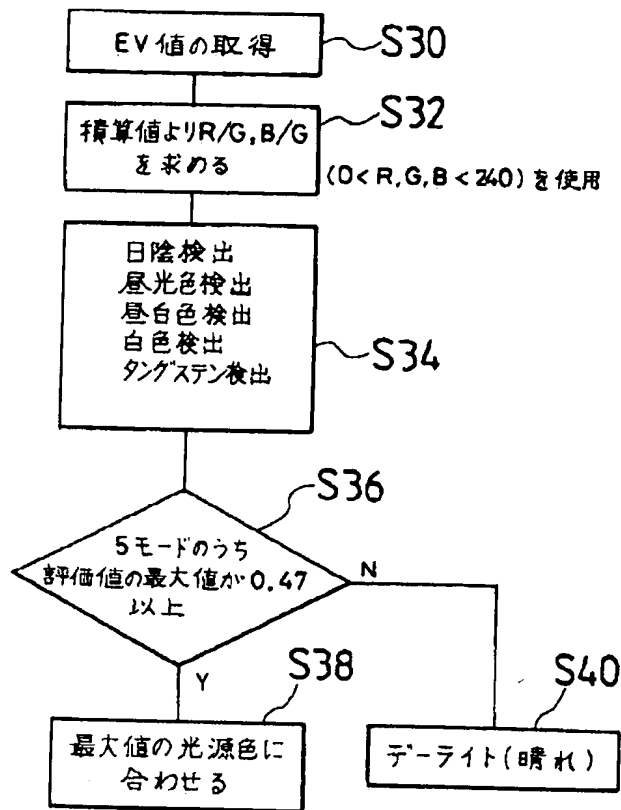 EV値の取得
S30
積算値よりR/G,B/G
を求める
S32
(0<R,G,B<240)を使用
日陰検出
昼光色検出
昼白色検出
白色検出
タングステン検出
S34
S36
5モードのうち
評価値の最大値が0.47
以上
N
Y
S38
最大値の光源色に
合わせる
S40
デーライト(晴れ)